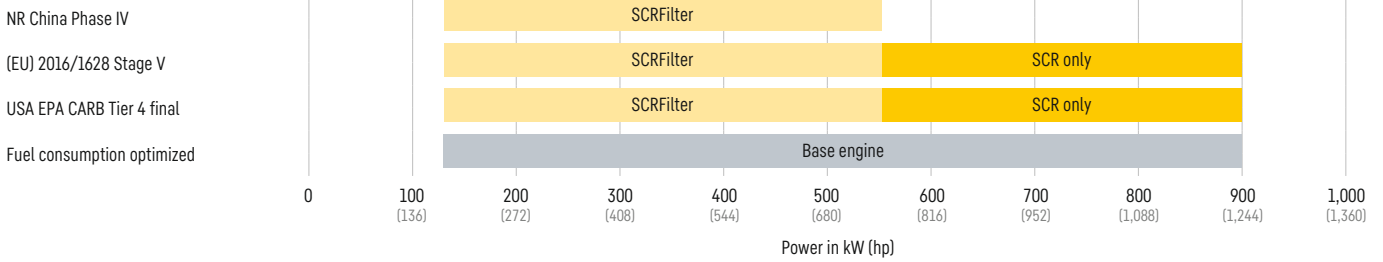 NR China Phase IV SCRFilter
(EU) 2016/1628 Stage V SCRFilter SCR only
USA EPA CARB Tier 4 final SCRFilter SCR only
Fuel consumption optimized Base engine
0 100 200 300 400 500 600 700 800 900 1,000
(136) (272) (408) (544) (680) (816) (952) (1,088) (1,244) (1,360)
Power in kW (hp)